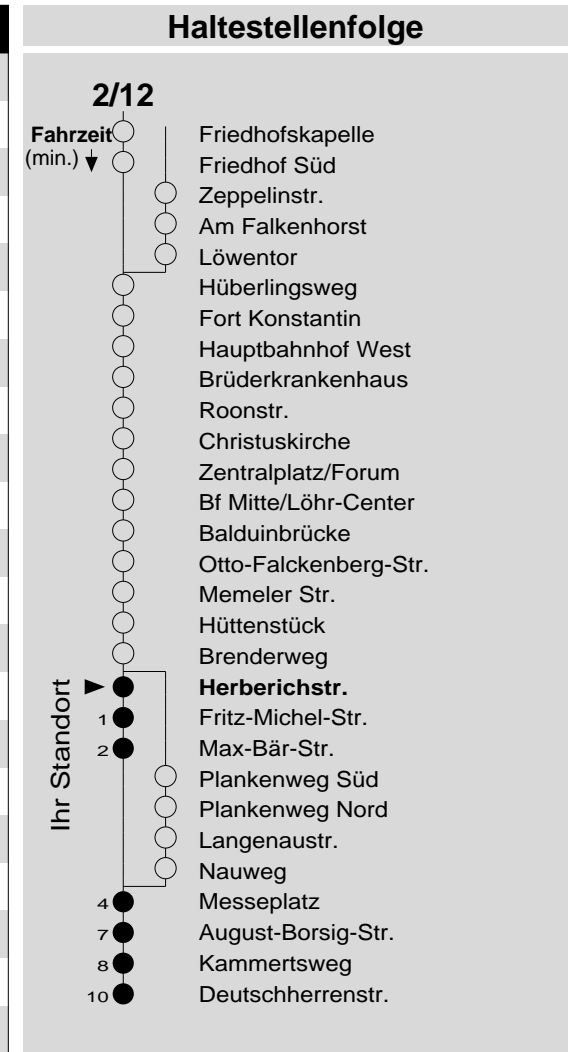 Haltestellenfolge
2/12
Fahrzeit
(min.)
Friedhofskapelle
Friedhof Süd
Zeppelinstr.
Am Falkenhorst
Löwentor
Hüberlingsweg
Fort Konstantin
Hauptbahnhof West
Brüderkrankenhaus
Roonstr.
Christuskirche
Zentralplatz/Forum
Bf Mitte/Löhr-Center
Balduinbrücke
Otto-Falckenberg-Str.
Memeler Str.
Hüttenstück
Brenderweg
Ihr Standort
Herberichstr.
1 Fritz-Michel-Str.
2 Max-Bär-Str.
Plankenweg Süd
Plankenweg Nord
Langenaustr.
Nauweg
4 Messeplatz
7 August-Borsig-Str.
8 Kammertsweg
10 Deutschherrenstr.